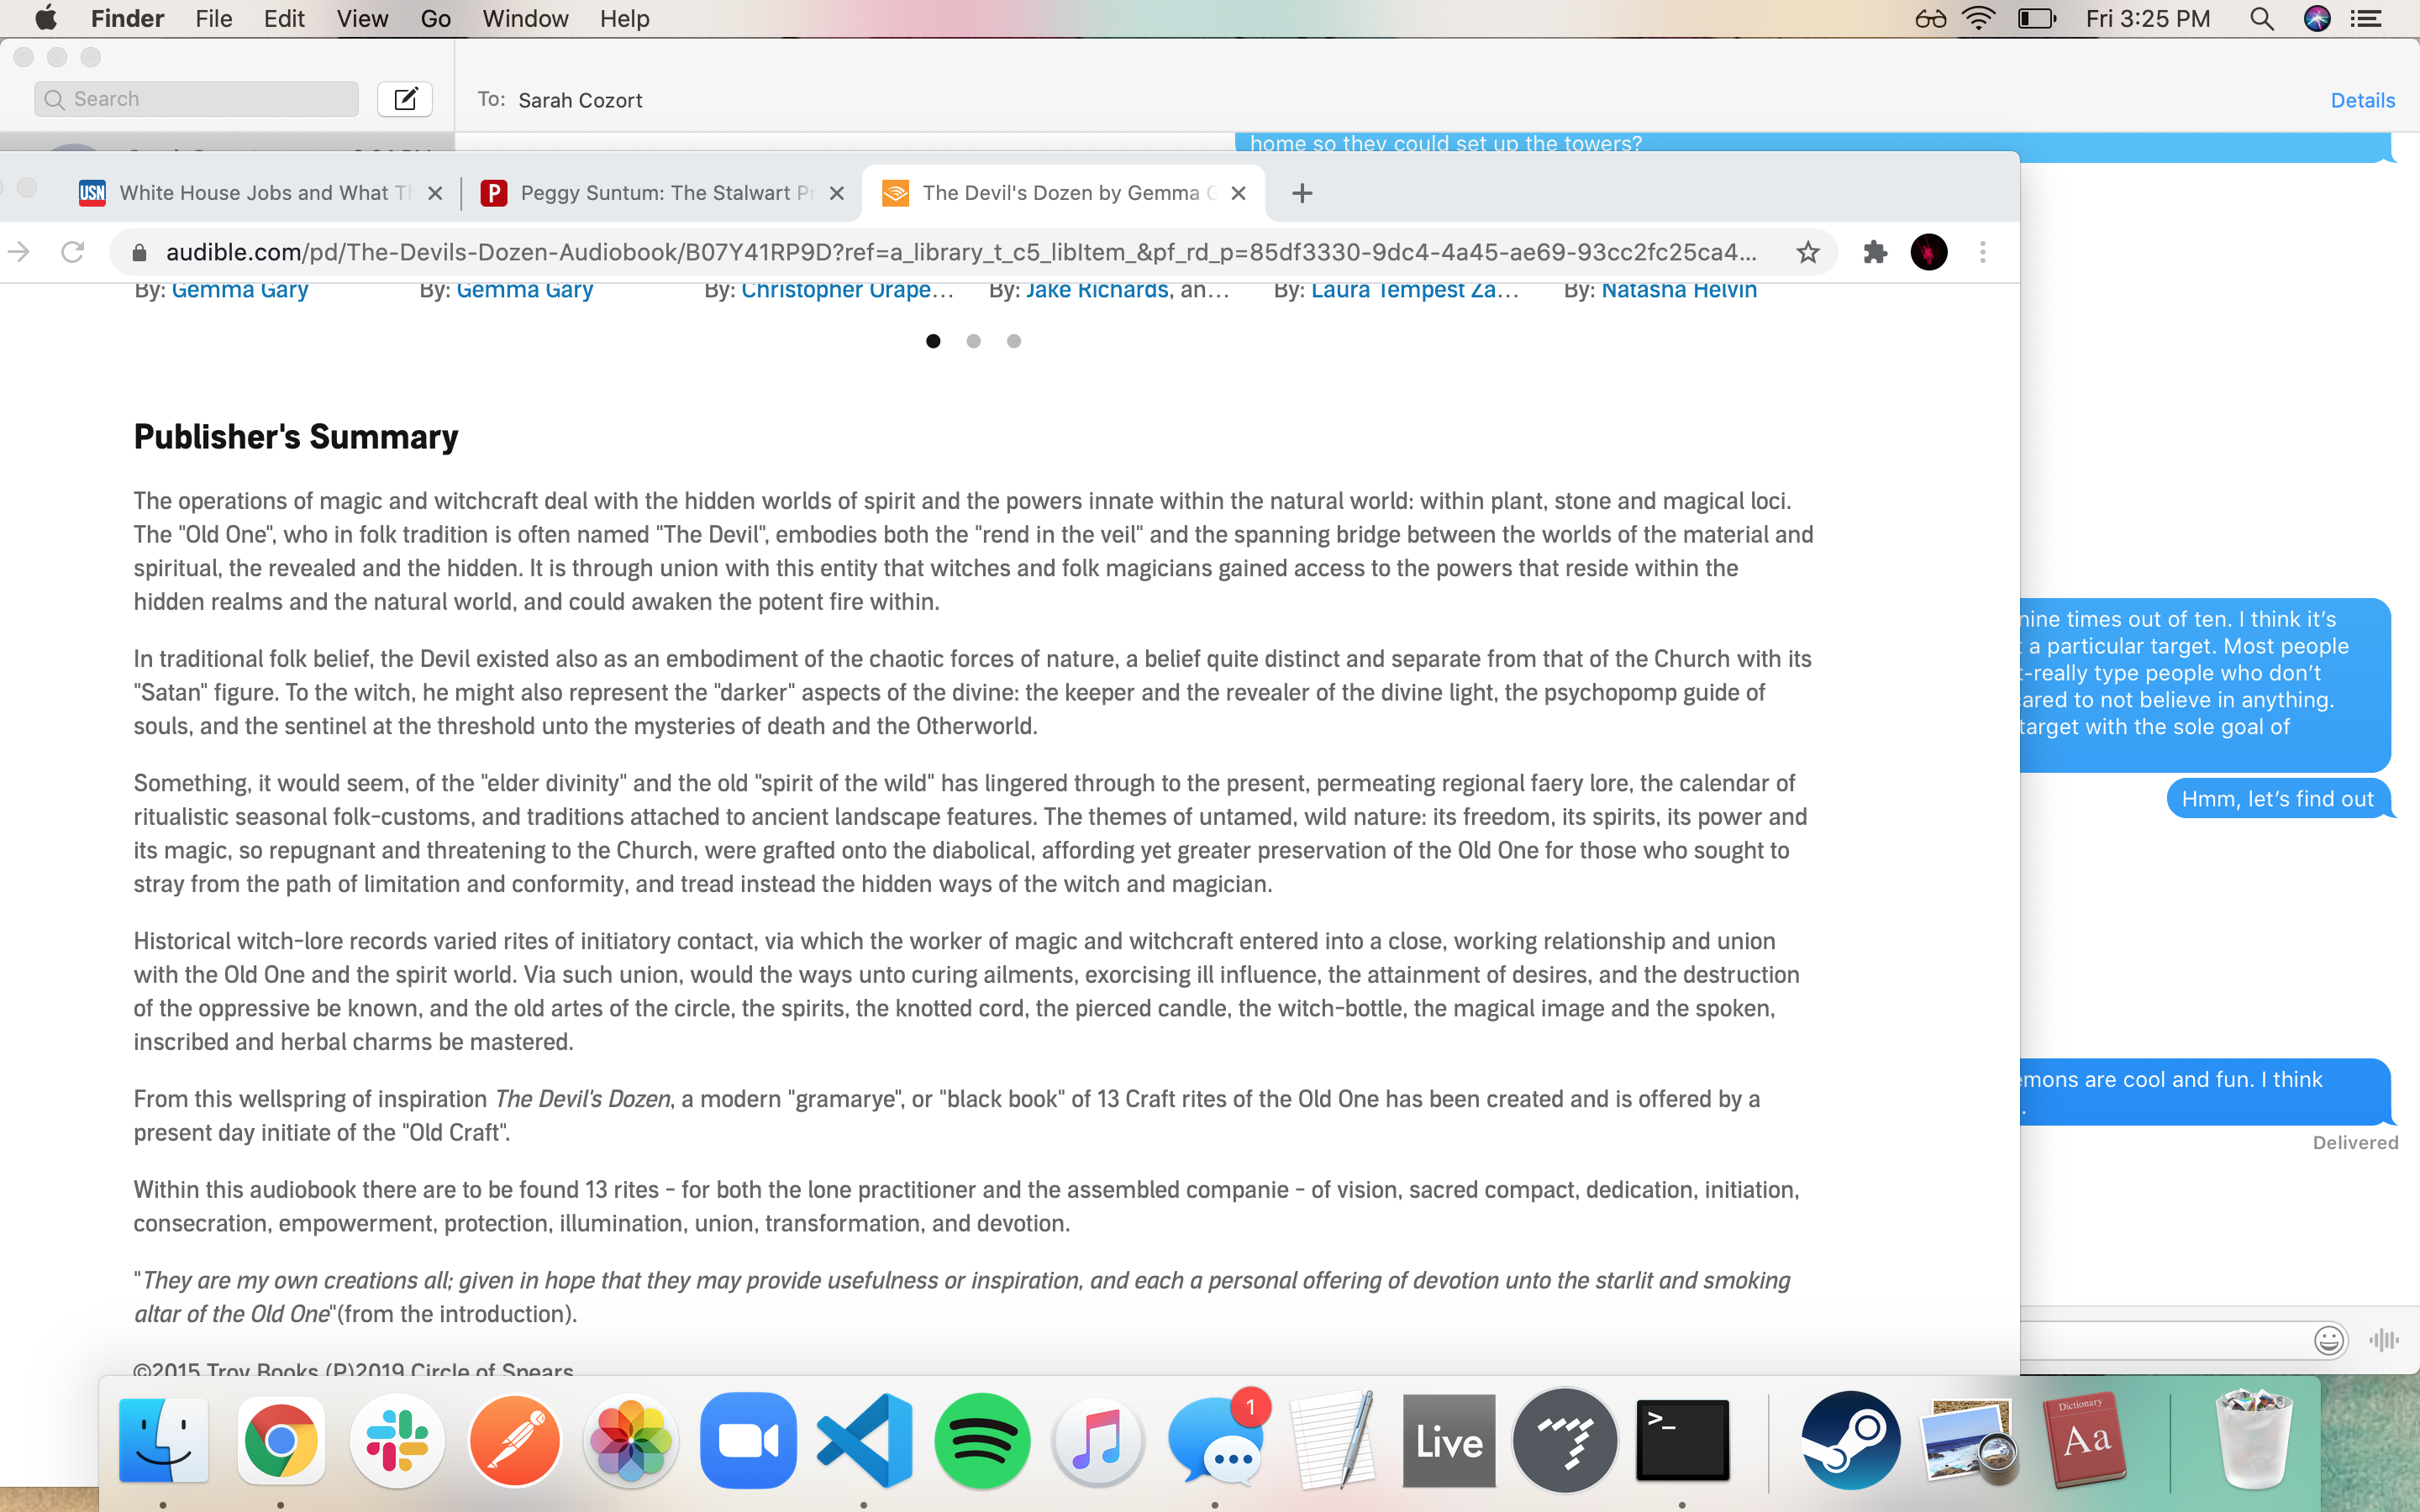 Finder File Edit View Go Window Help Fri 3:25 PM
Search
To: Sarah Cozort Details
home so they could set up the towers?
USN White House Jobs and What Th
P Peggy Suntum: The Stalwart Pr
The Devil's Dozen by Gemma G
audible.com/pd/The-Devils-Dozen-Audiobook/B07Y41RP9D?ref=a_library_t_c5_libItem_&pf_rd_p=85df3330-9dc4-4a45-ae69-93cc2fc25ca4...
By: Gemma Gary By: Gemma Gary By: Christopher Orape... By: Jake Richards, an... By: Laura Tempest Za... By: Natasha Helvin
Publisher's Summary
The operations of magic and witchcraft deal with the hidden worlds of spirit and the powers innate within the natural world: within plant, stone and magical loci.
The "Old One", who in folk tradition is often named "The Devil", embodies both the "rend in the veil" and the spanning bridge between the worlds of the material and
spiritual, the revealed and the hidden. It is through union with this entity that witches and folk magicians gained access to the powers that reside within the
hidden realms and the natural world, and could awaken the potent fire within.
In traditional folk belief, the Devil existed also as an embodiment of the chaotic forces of nature, a belief quite distinct and separate from that of the Church with its
"Satan" figure. To the witch, he might also represent the "darker" aspects of the divine: the keeper and the revealer of the divine light, the psychopomp guide of
souls, and the sentinel at the threshold unto the mysteries of death and the Otherworld.
Something, it would seem, of the "elder divinity" and the old "spirit of the wild" has lingered through to the present, permeating regional faery lore, the calendar of
ritualistic seasonal folk-customs, and traditions attached to ancient landscape features. The themes of untamed, wild nature: its freedom, its spirits, its power and
its magic, so repugnant and threatening to the Church, were grafted onto the diabolical, affording yet greater preservation of the Old One for those who sought to
stray from the path of limitation and conformity, and tread instead the hidden ways of the witch and magician.
Historical witch-lore records varied rites of initiatory contact, via which the worker of magic and witchcraft entered into a close, working relationship and union
with the Old One and the spirit world. Via such union, would the ways unto curing ailments, exorcising ill influence, the attainment of desires, and the destruction
of the oppressive be known, and the old artes of the circle, the spirits, the knotted cord, the pierced candle, the witch-bottle, the magical image and the spoken,
inscribed and herbal charms be mastered.
From this wellspring of inspiration The Devil's Dozen, a modern "gramarye", or "black book" of 13 Craft rites of the Old One has been created and is offered by a
present day initiate of the "Old Craft".
Within this audiobook there are to be found 13 rites - for both the lone practitioner and the assembled companie - of vision, sacred compact, dedication, initiation,
consecration, empowerment, protection, illumination, union, transformation, and devotion.
"They are my own creations all; given in hope that they may provide usefulness or inspiration, and each a personal offering of devotion unto the starlit and smoking
altar of the Old One"(from the introduction).
©2015 Troy Books (P)2019 Circle of Spears
nine times out of ten. I think it's
a particular target. Most people
t-really type people who don't
ared to not believe in anything.
target with the sole goal of
Hmm, let's find out
emons are cool and fun. I think
.
Delivered
1
Live
>_
Dictionary
Aa